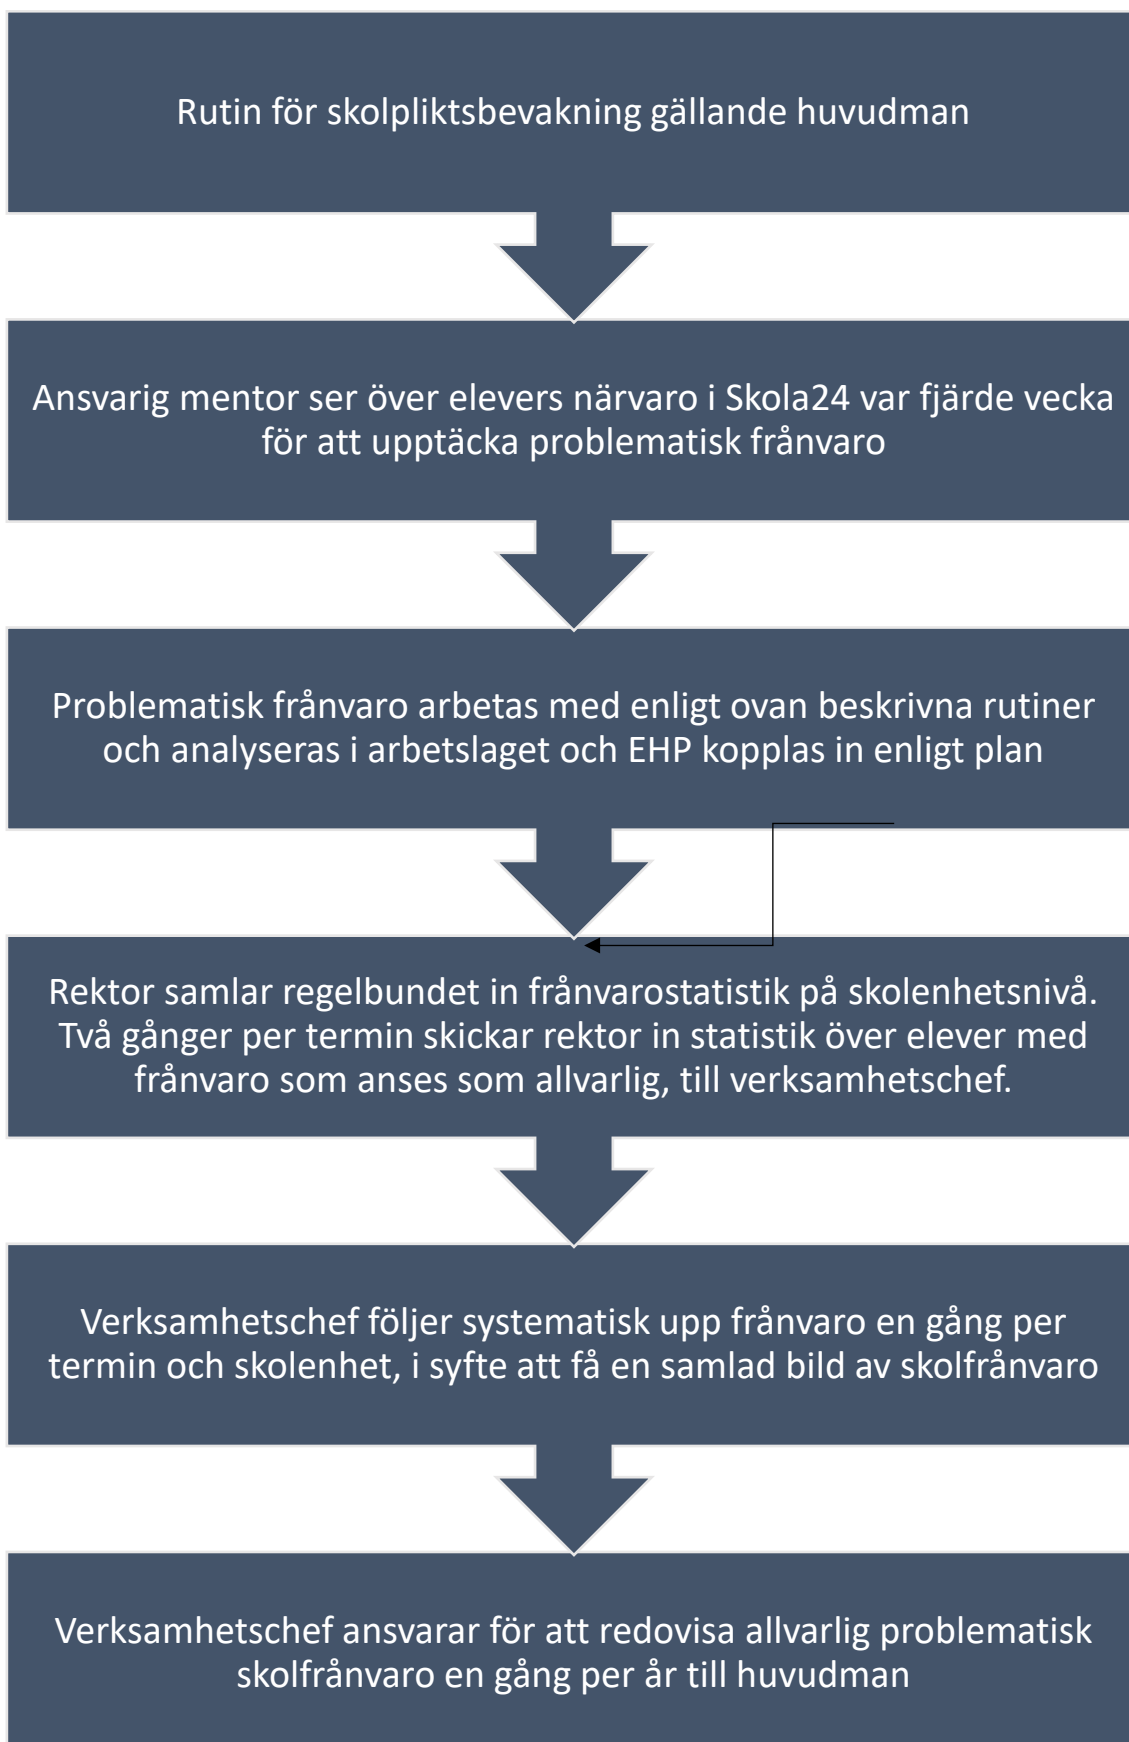 Rutin för skolpliktsbevakning gällande huvudman
Ansvarig mentor ser över elevers närvaro i Skola24 var fjärde vecka
för att upptäcka problematisk frånvaro
Problematisk frånvaro arbetas med enligt ovan beskrivna rutiner
och analyseras i arbetslaget och EHP kopplas in enligt plan
Rektor samlar regelbundet in frånvarostatistik på skolenhetsnivå.
Två gånger per termin skickar rektor in statistik över elever med
frånvaro som anses som allvarlig, till verksamhetschef.
Verksamhetschef följer systematisk upp frånvaro en gång per
termin och skolenhet, i syfte att få en samlad bild av skolfrånvaro
Verksamhetschef ansvarar för att redovisa allvarlig problematisk
skolfrånvaro en gång per år till huvudman